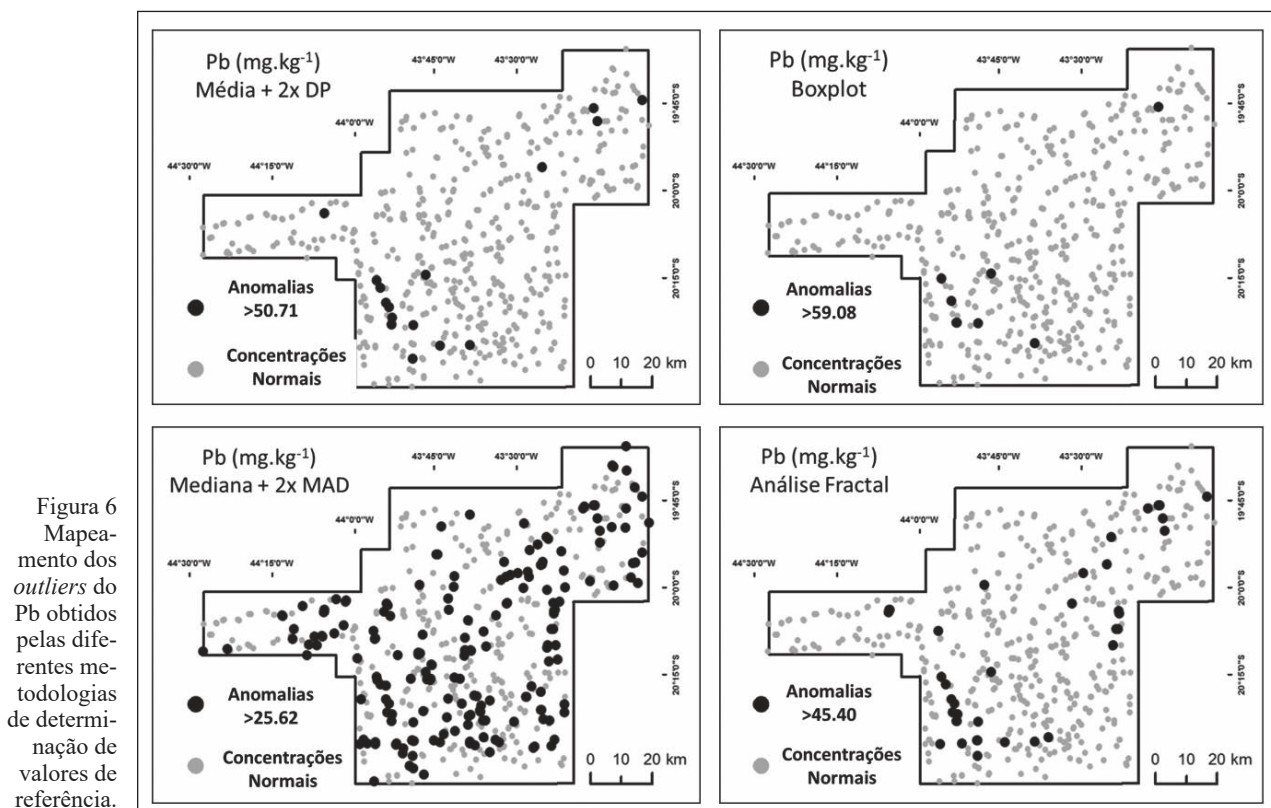 Pb (mg.kg-1)
Média + 2x DP
43°45'0"W
43°30'0"W
44°0'0"W
44°30'0"W
44°15'0"W
19°45'0"S
20°0'0"S
20°15'0"S
Anomalias
>50.71
Concentrações
Normais
0 10 20 km
Pb (mg.kg-1)
Boxplot
43°45'0"W
43°30'0"W
44°0'0"W
44°30'0"W
44°15'0"W
19°45'0"S
20°0'0"S
20°15'0"S
Anomalias
>59.08
Concentrações
Normais
0 10 20 km
Pb (mg.kg-1)
Mediana + 2x MAD
43°45'0"W
43°30'0"W
44°0'0"W
44°30'0"W
44°15'0"W
19°45'0"S
20°0'0"S
20°15'0"S
Anomalias
>25.62
Concentrações
Normais
0 10 20 km
Pb (mg.kg-1)
Análise Fractal
43°45'0"W
43°30'0"W
44°0'0"W
44°30'0"W
44°15'0"W
19°45'0"S
20°0'0"S
20°15'0"S
Anomalias
>45.40
Concentrações
Normais
0 10 20 km
Figura 6
Mapea-
mento dos
outliers do
Pb obtidos
pelas dife-
rentes me-
todologias
de determi-
nação de
valores de
referência.